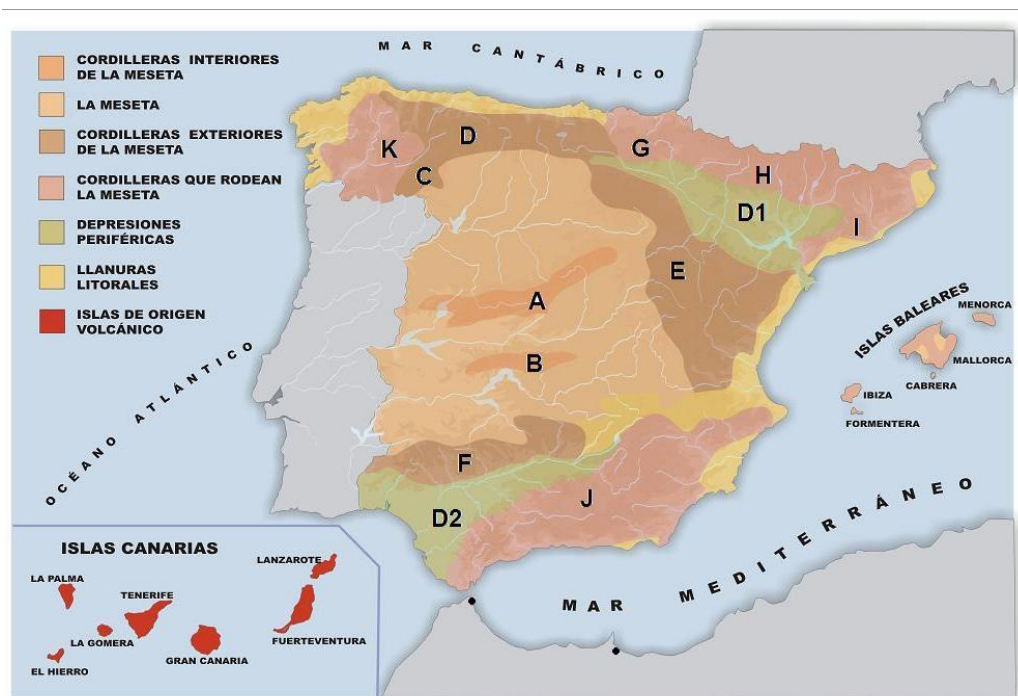 MAR CANTÁBRICO
CORDILLERAS INTERIORES
DE LA MESETA
LA MESETA
CORDILLERAS EXTERIORES
DE LA MESETA
CORDILLERAS QUE RODEAN
LA MESETA
DEPRESIONES
PERIFÉRICAS
LLANURAS
LITORALES
ISLAS DE ORIGEN
VOLCÁNICO
D
K
G
C
H
D1
I
E
A
B
F
D2
J
ISLAS BALEARES
MENORCA
MALLORCA
CABRERA
IBIZA
FORMENTERA
OCÉANO ATLÁNTICO
MAR MEDITERRÁNEO
ISLAS CANARIAS
LANZAROTE
LA PALMA
TENERIFE
LA GOMERA
FUERTEVENTURA
GRAN CANARIA
EL HIERRO